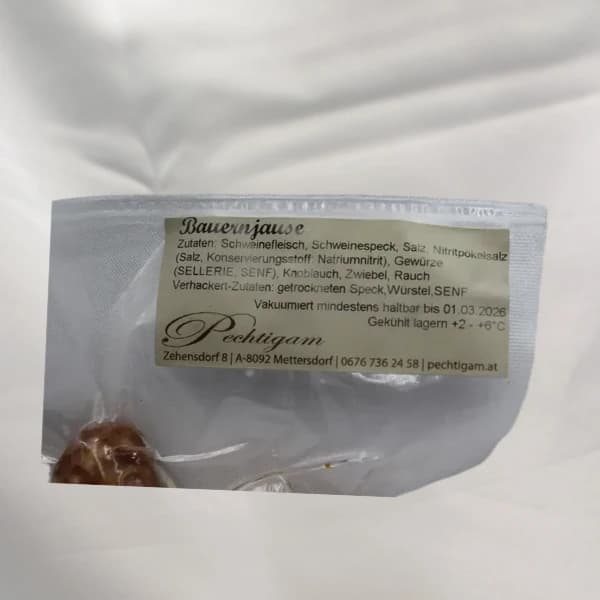 Bauernjause
Zutaten: Schweinefleisch, Schweinespeck, Salz, Nitritpökelsalz
(Salz, Konservierungsstoff: Natriumnitrit), Gewürze
(SELLERIE, SENF), Knoblauch, Zwiebel, Rauch
Verhackert-Zutaten: getrockneten Speck,Würstel,SENF
Vakuumiert mindestens haltbar bis 01.03.2026
Gekühlt lagern +2 - +6°C
Pechtigam
Zehensdorf 8 | A-8092 Mettersdorf | 0676 736 24 58 | pechtigam.at